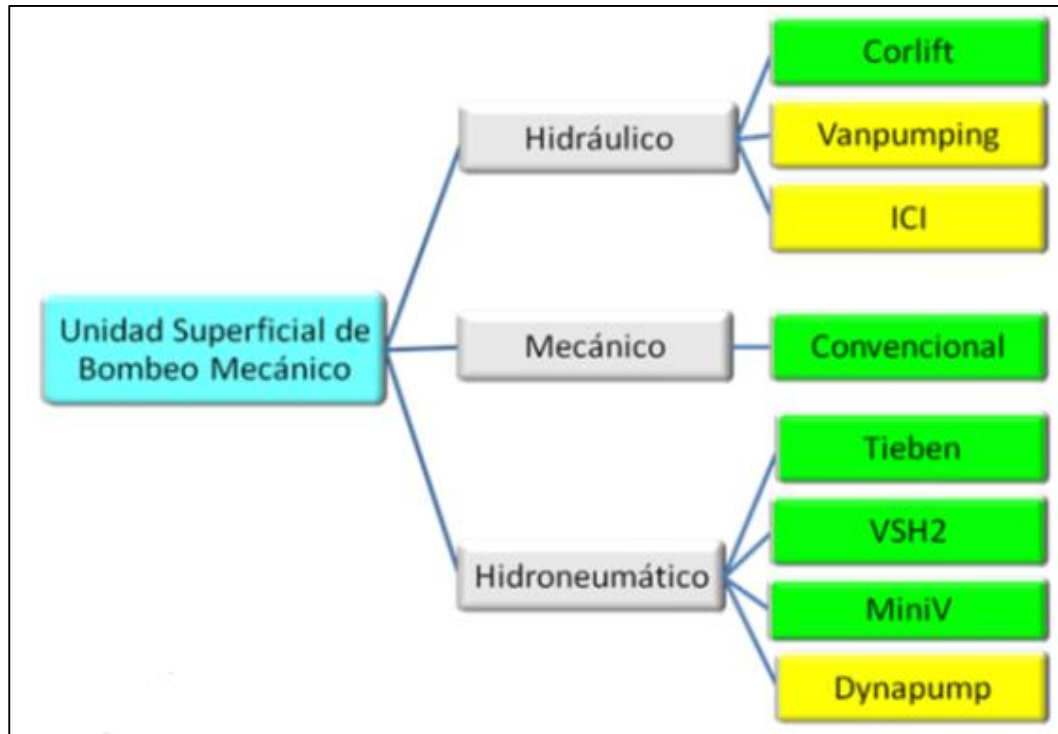 Unidad Superficial de
Bombeo Mecánico
Hidráulico
Corlift
Vanpumping
ICI
Mecánico
Convencional
Hidroneumático
Tieben
VSH2
MiniV
Dynapump